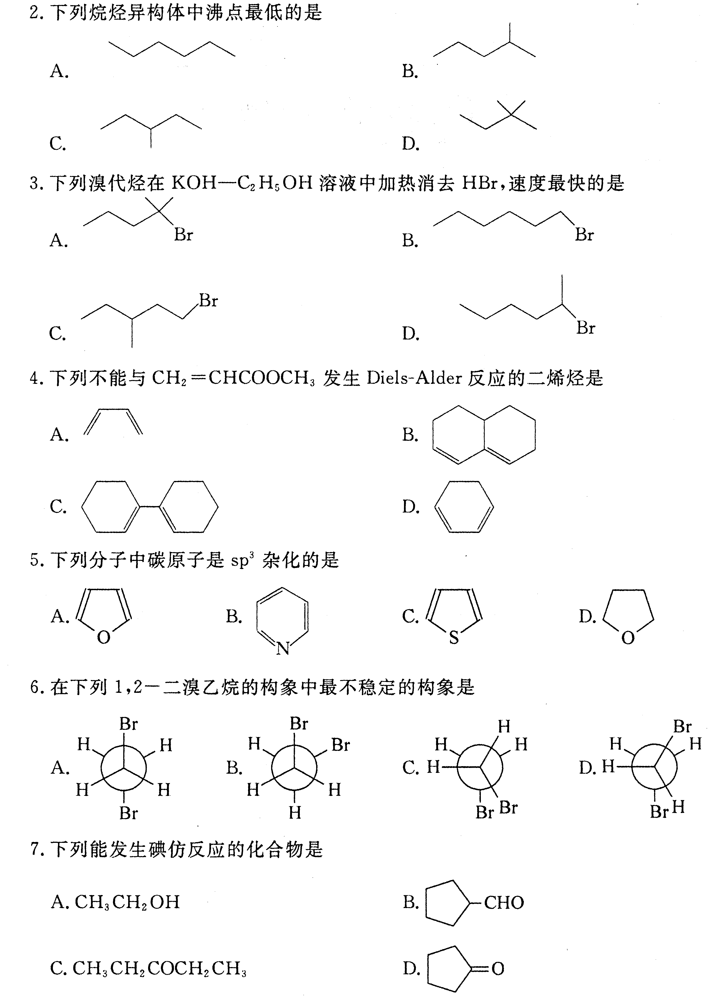 2. 下列烷烃异构体中沸点最低的是
A. B.
C. D.
3. 下列溴代烃在 KOH—C₂H₅OH 溶液中加热消去 HBr,速度最快的是
A. Br B. Br
C. Br D. Br
4. 下列不能与 CH₂=CHCOOCH₃ 发生 Diels-Alder 反应的二烯烃是
A. B.
C. D.
5. 下列分子中碳原子是 sp³ 杂化的是
A. O B. N C. S D. O
6. 在下列 1,2-二溴乙烷的构象中最不稳定的构象是
Br Br H Br
H H H Br H H H H
A. B. C. H D. H
H H H H
Br H Br Br Br H
7. 下列能发生碘仿反应的化合物是
A. CH₃CH₂OH B. CHO
C. CH₃CH₂COCH₂CH₃ D. O